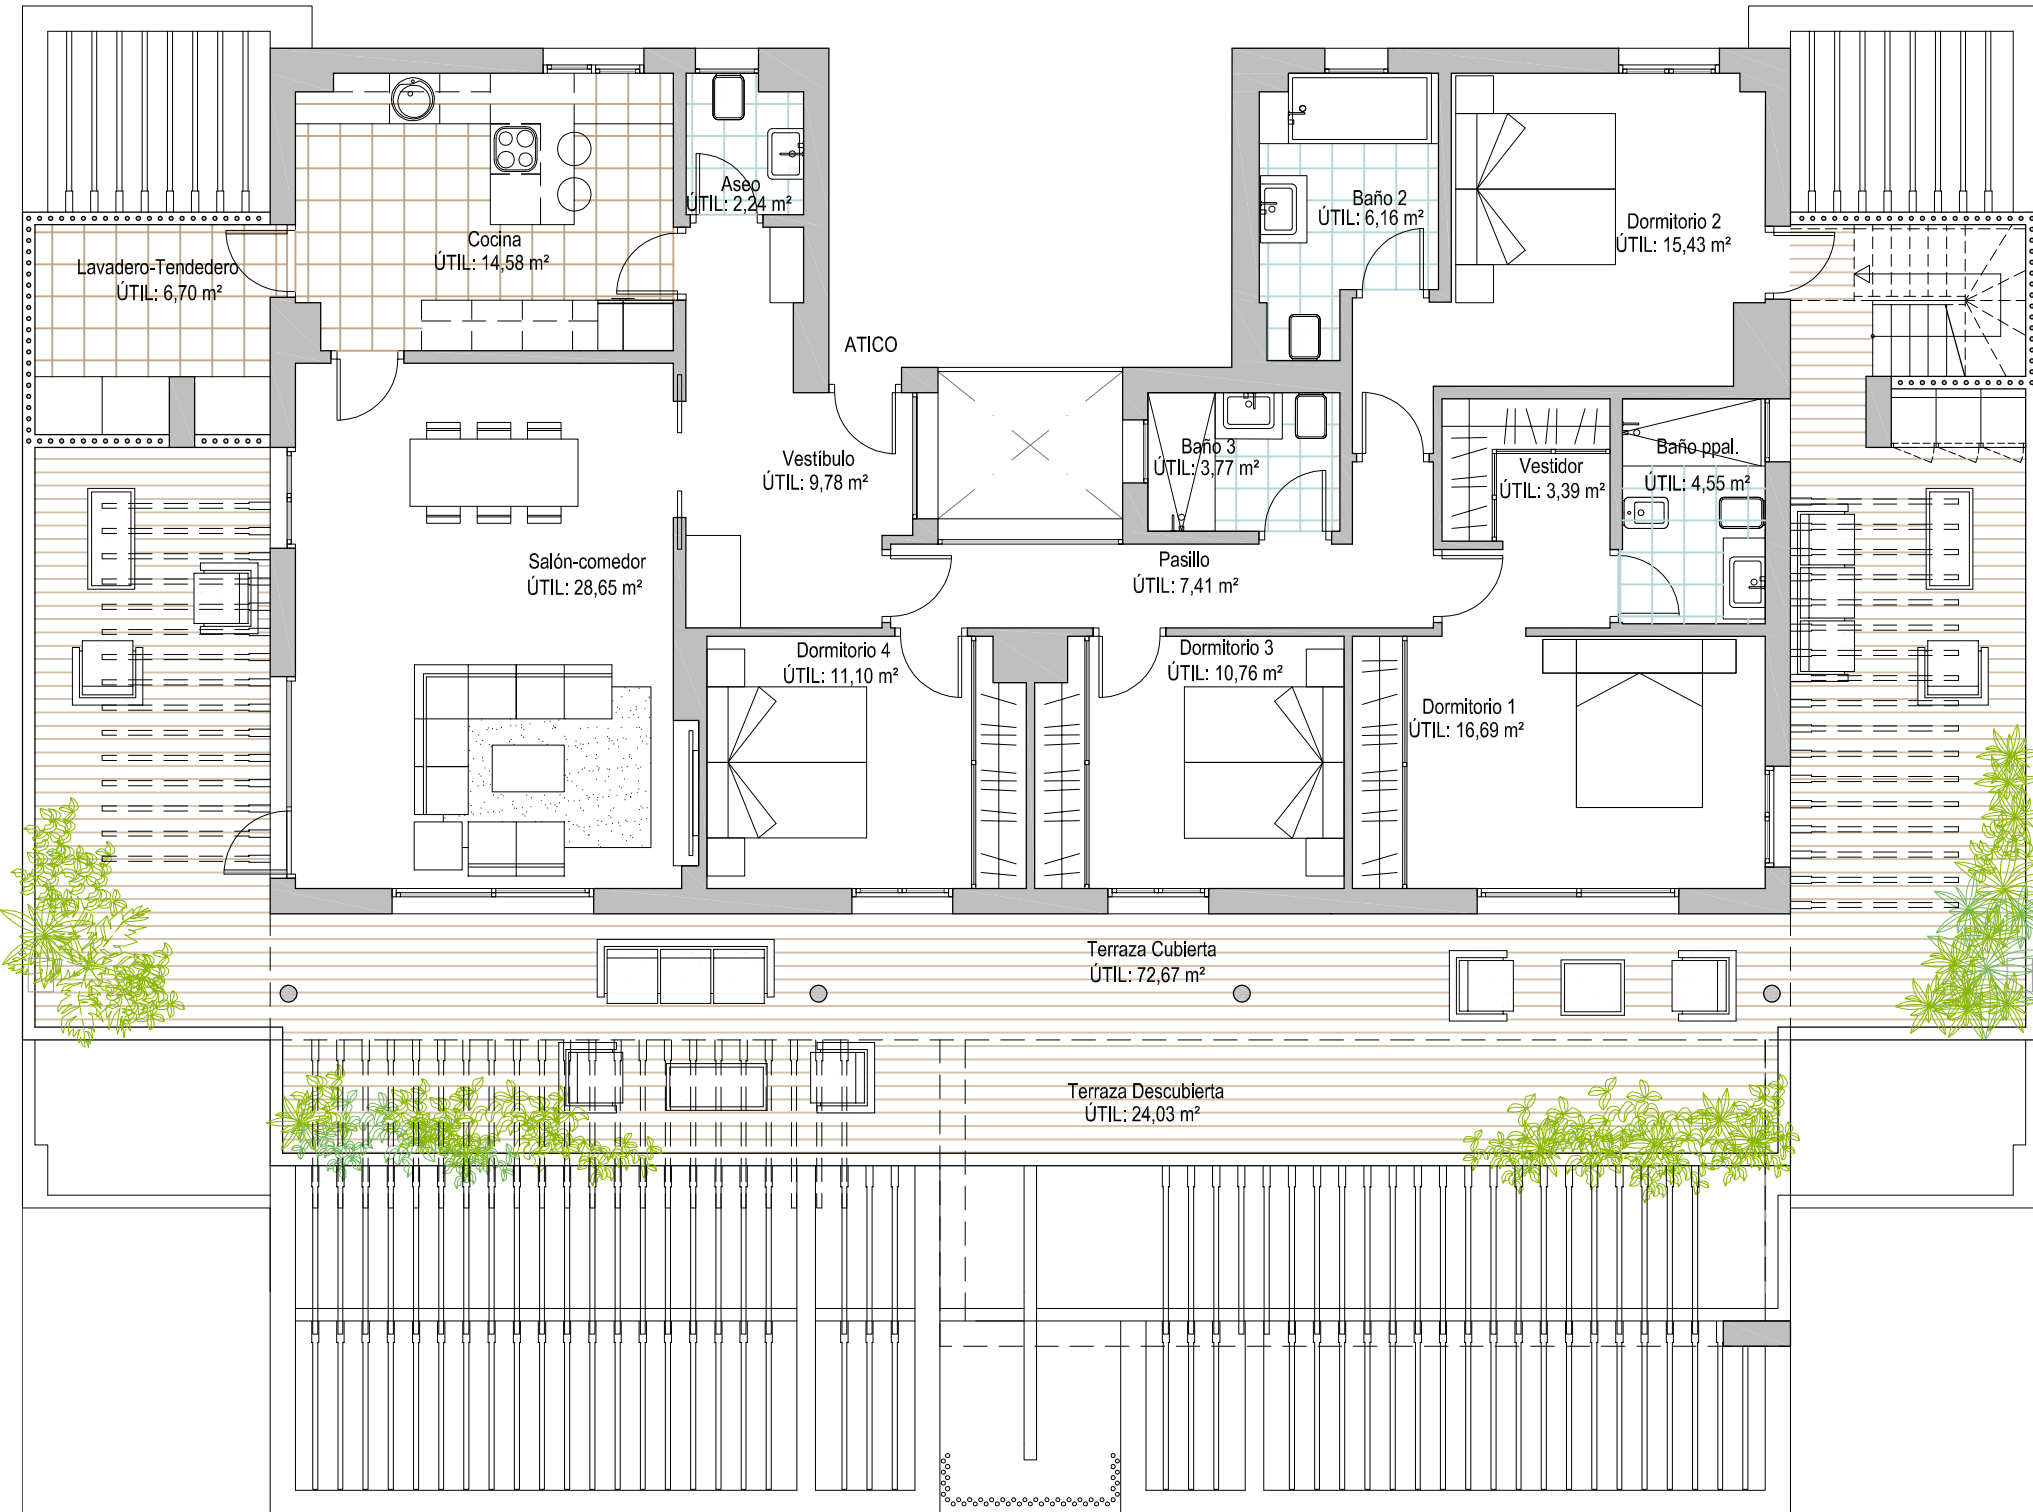 Aseo
ÚTIL: 2,24 m²
Baño 2
ÚTIL: 6,16 m²
Dormitorio 2
ÚTIL: 15,43 m²
Cocina
ÚTIL: 14,58 m²
Lavadero-Tendedero
ÚTIL: 6,70 m²
ATICO
Vestíbulo
ÚTIL: 9,78 m²
Baño 3
ÚTIL: 3,77 m²
Vestidor
ÚTIL: 3,39 m²
Baño ppal.
ÚTIL: 4,55 m²
Salón-comedor
ÚTIL: 28,65 m²
Pasillo
ÚTIL: 7,41 m²
Dormitorio 4
ÚTIL: 11,10 m²
Dormitorio 3
ÚTIL: 10,76 m²
Dormitorio 1
ÚTIL: 16,69 m²
Terraza Cubierta
ÚTIL: 72,67 m²
Terraza Descubierta
ÚTIL: 24,03 m²